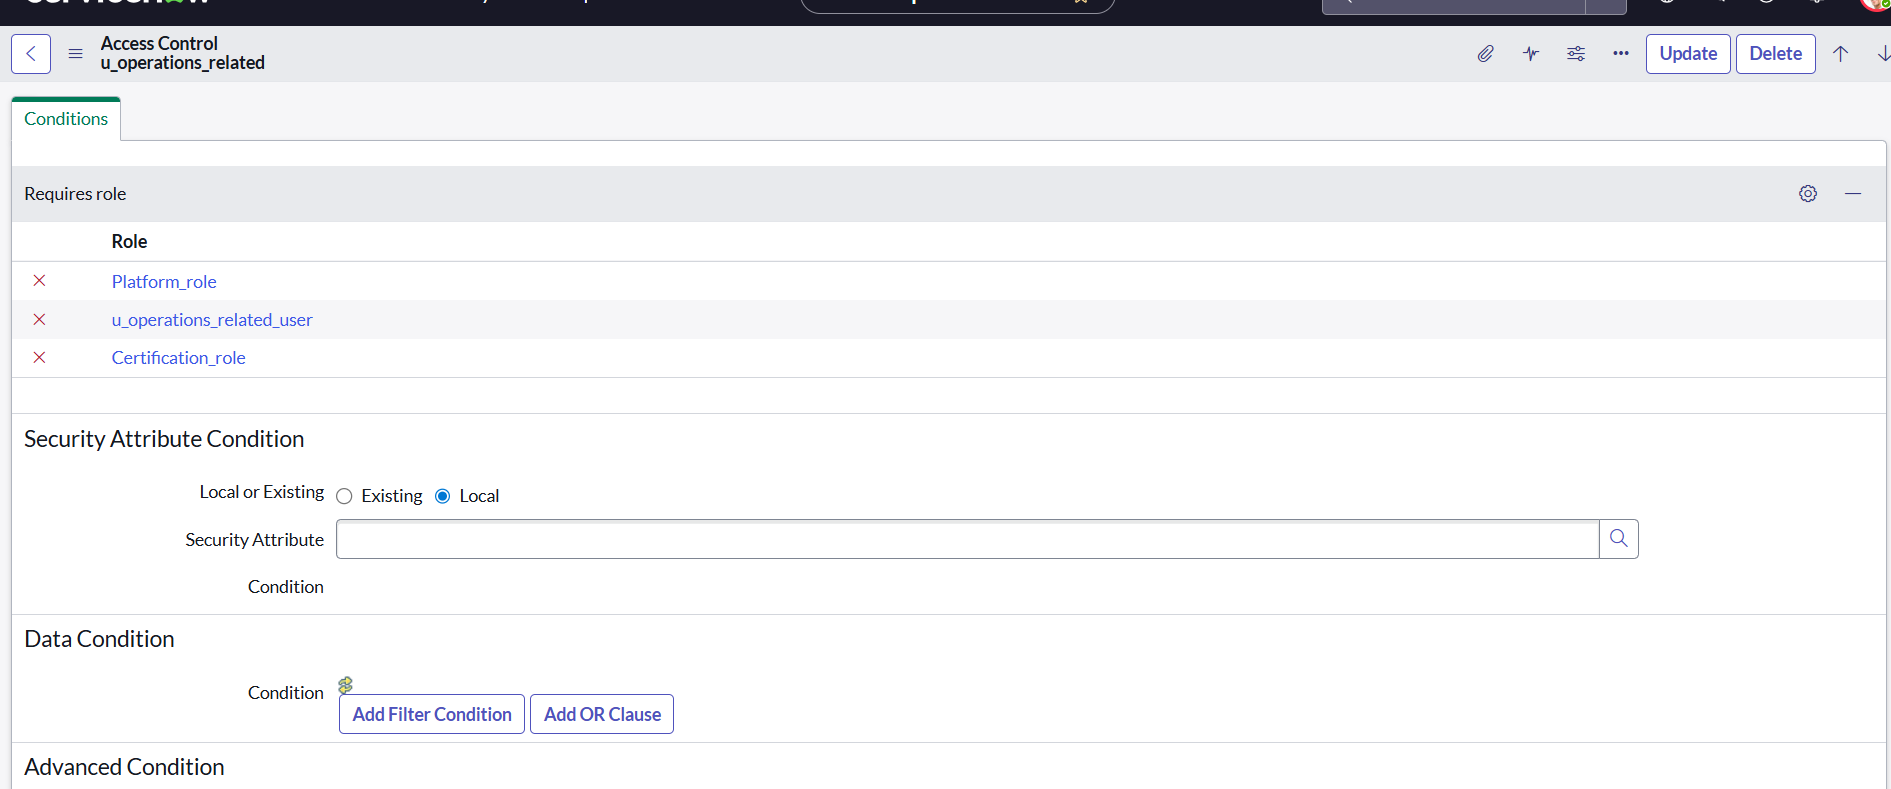 Access Control
u_operations_related
Update
Delete
Conditions
Requires role
Role
Platform_role
u_operations_related_user
Certification_role
Security Attribute Condition
Local or Existing
Existing
Local
Security Attribute
Condition
Data Condition
Condition
Add Filter Condition
Add OR Clause
Advanced Condition